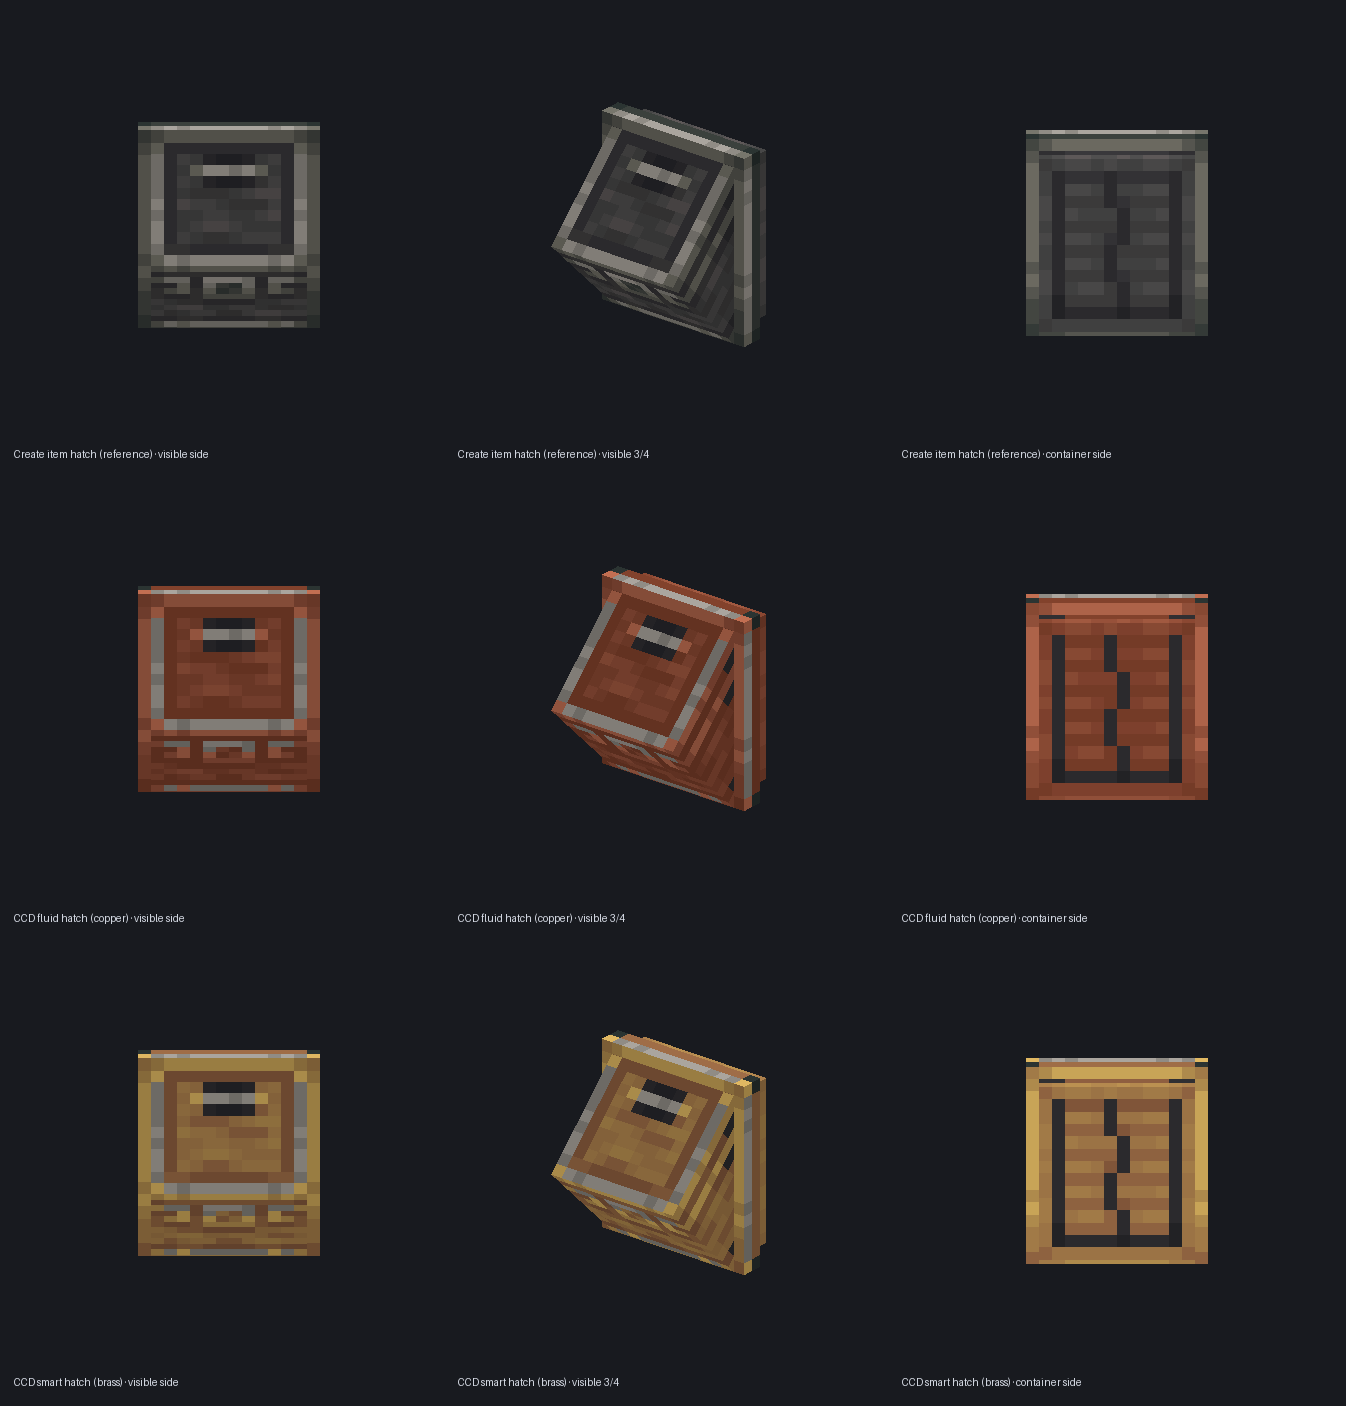 Create item hatch (reference) · visible side
Create item hatch (reference) · visible 3/4
Create item hatch (reference) · container side
CCD fluid hatch (copper) · visible side
CCD fluid hatch (copper) · visible 3/4
CCD fluid hatch (copper) · container side
CCD smart hatch (brass) · visible side
CCD smart hatch (brass) · visible 3/4
CCD smart hatch (brass) · container side